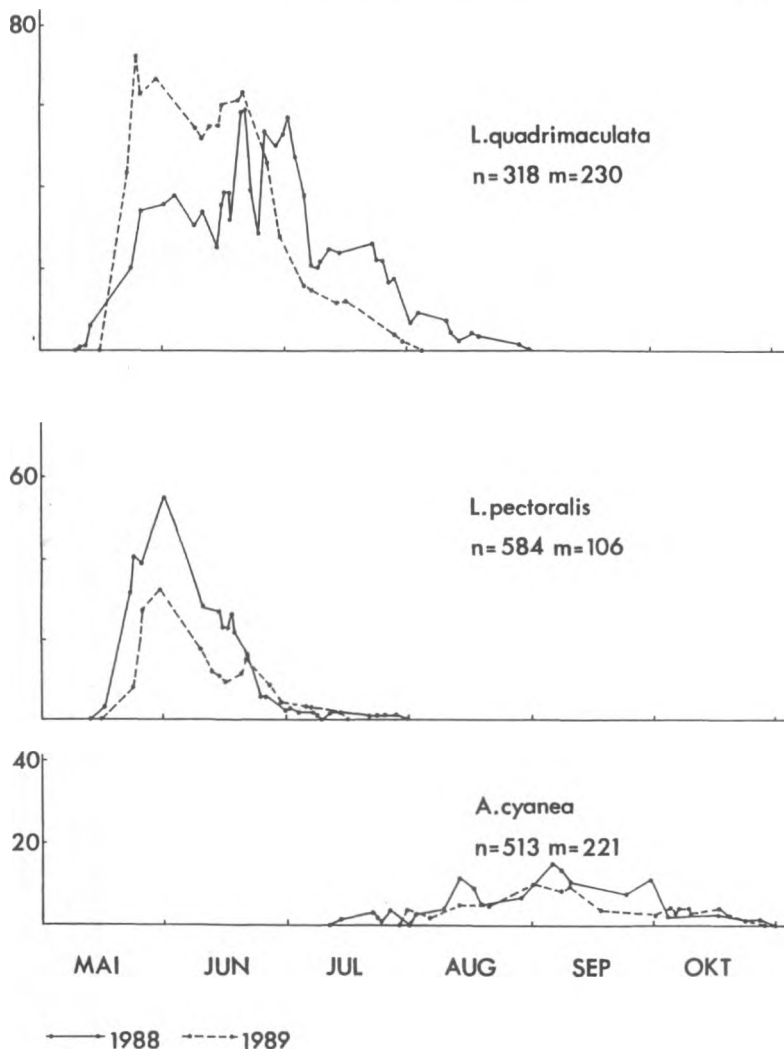 80
L.quadrimaculata
n=318 m=230
60
L.pectoralis
n=584 m=106
40
20
A.cyanea
n=513 m=221
MAI JUN JUL AUG SEP OKT
1988 1989